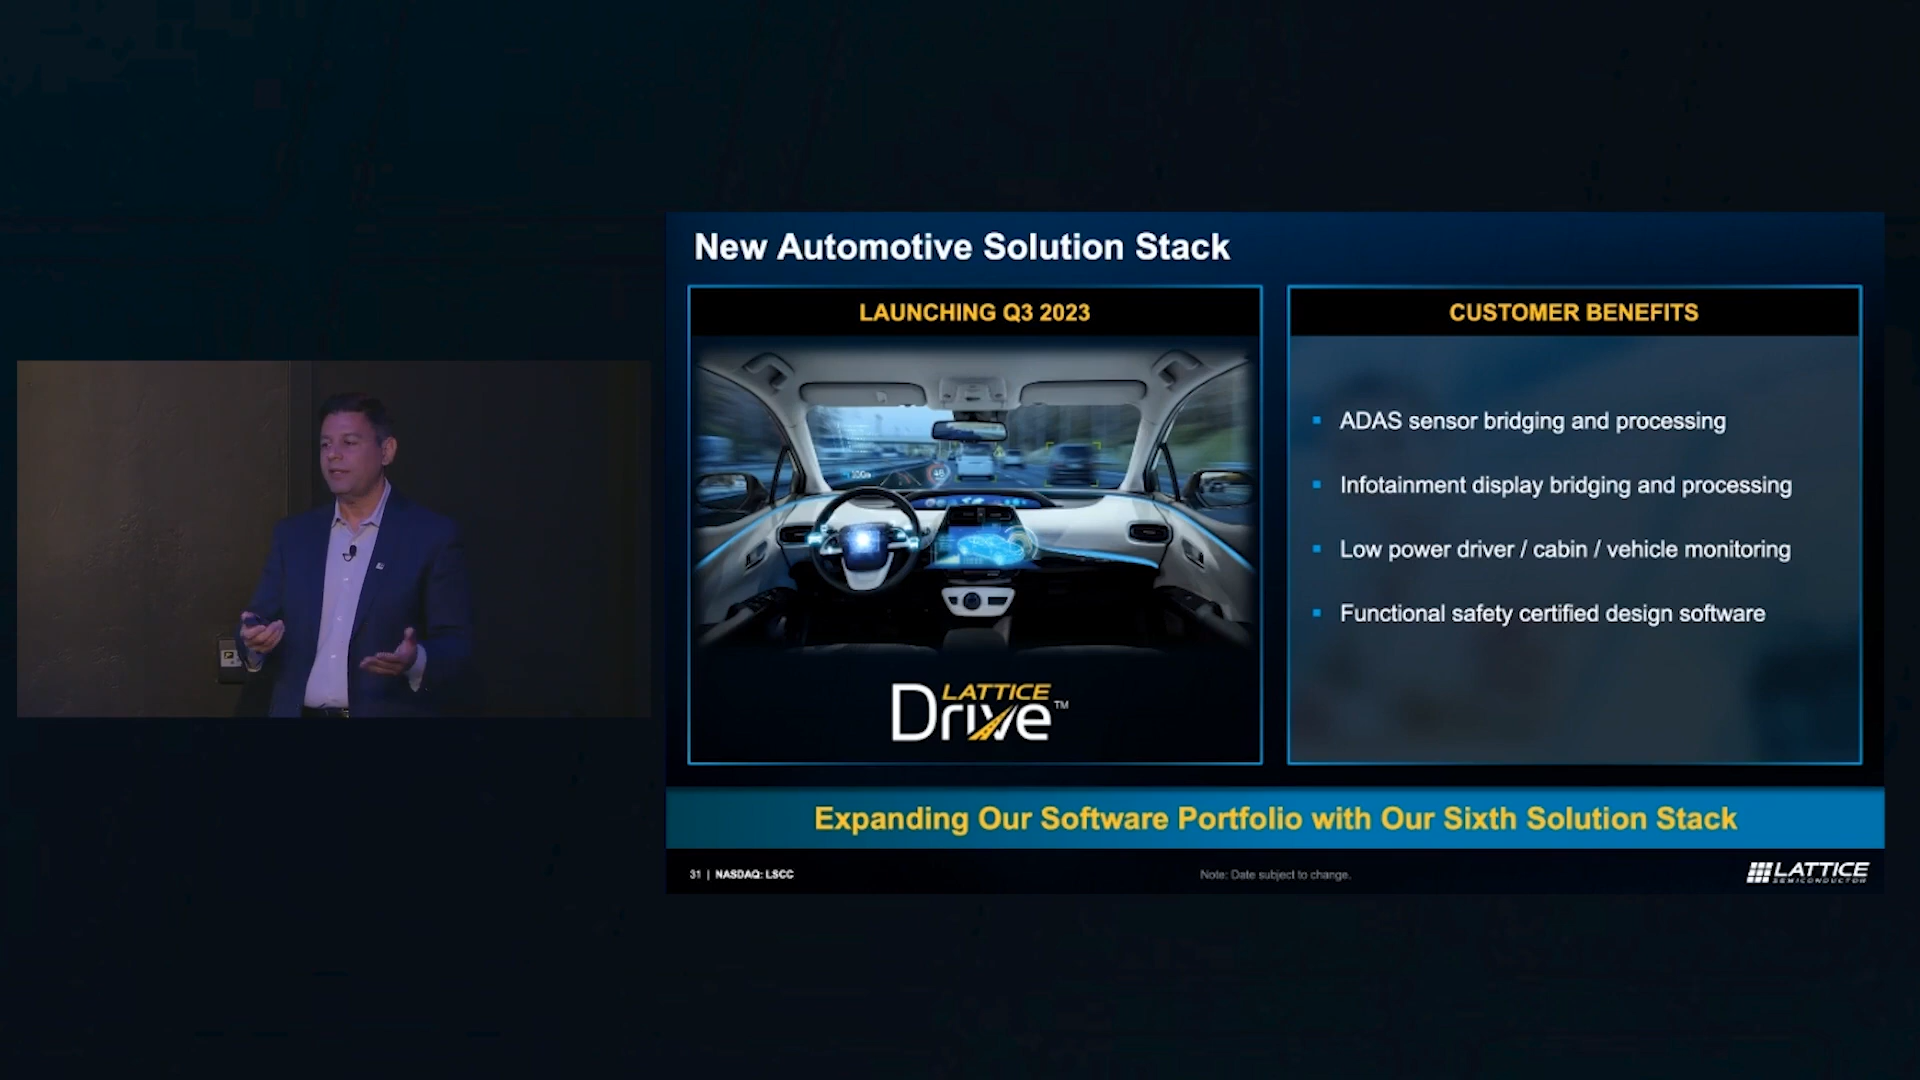 New Automotive Solution Stack
LAUNCHING Q3 2023
LATTICE
Drive™
CUSTOMER BENEFITS
▪ ADAS sensor bridging and processing
▪ Infotainment display bridging and processing
▪ Low power driver / cabin / vehicle monitoring
▪ Functional safety certified design software
Expanding Our Software Portfolio with Our Sixth Solution Stack
31 | NASDAQ: LSCC
Note: Date subject to change.
LATTICE
SEMICONDUCTOR